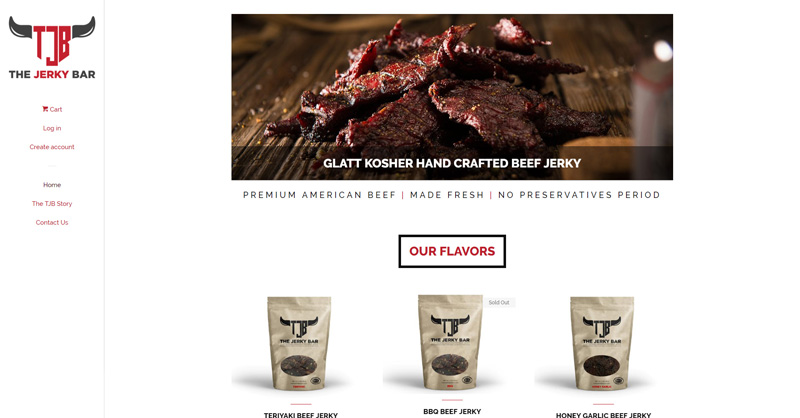 TJB
THE JERKY BAR
Cart
Log in
Create account
Home
The TJB Story
Contact Us
GLATT KOSHER HAND CRAFTED BEEF JERKY
PREMIUM AMERICAN BEEF | MADE FRESH | NO PRESERVATIVES PERIOD
OUR FLAVORS
TJB
THE JERKY BAR
TERIYAKI BEEF JERKY
Sold Out
TJB
THE JERKY BAR
BBQ BEEF JERKY
TJB
THE JERKY BAR
HONEY GARLIC BEEF JERKY